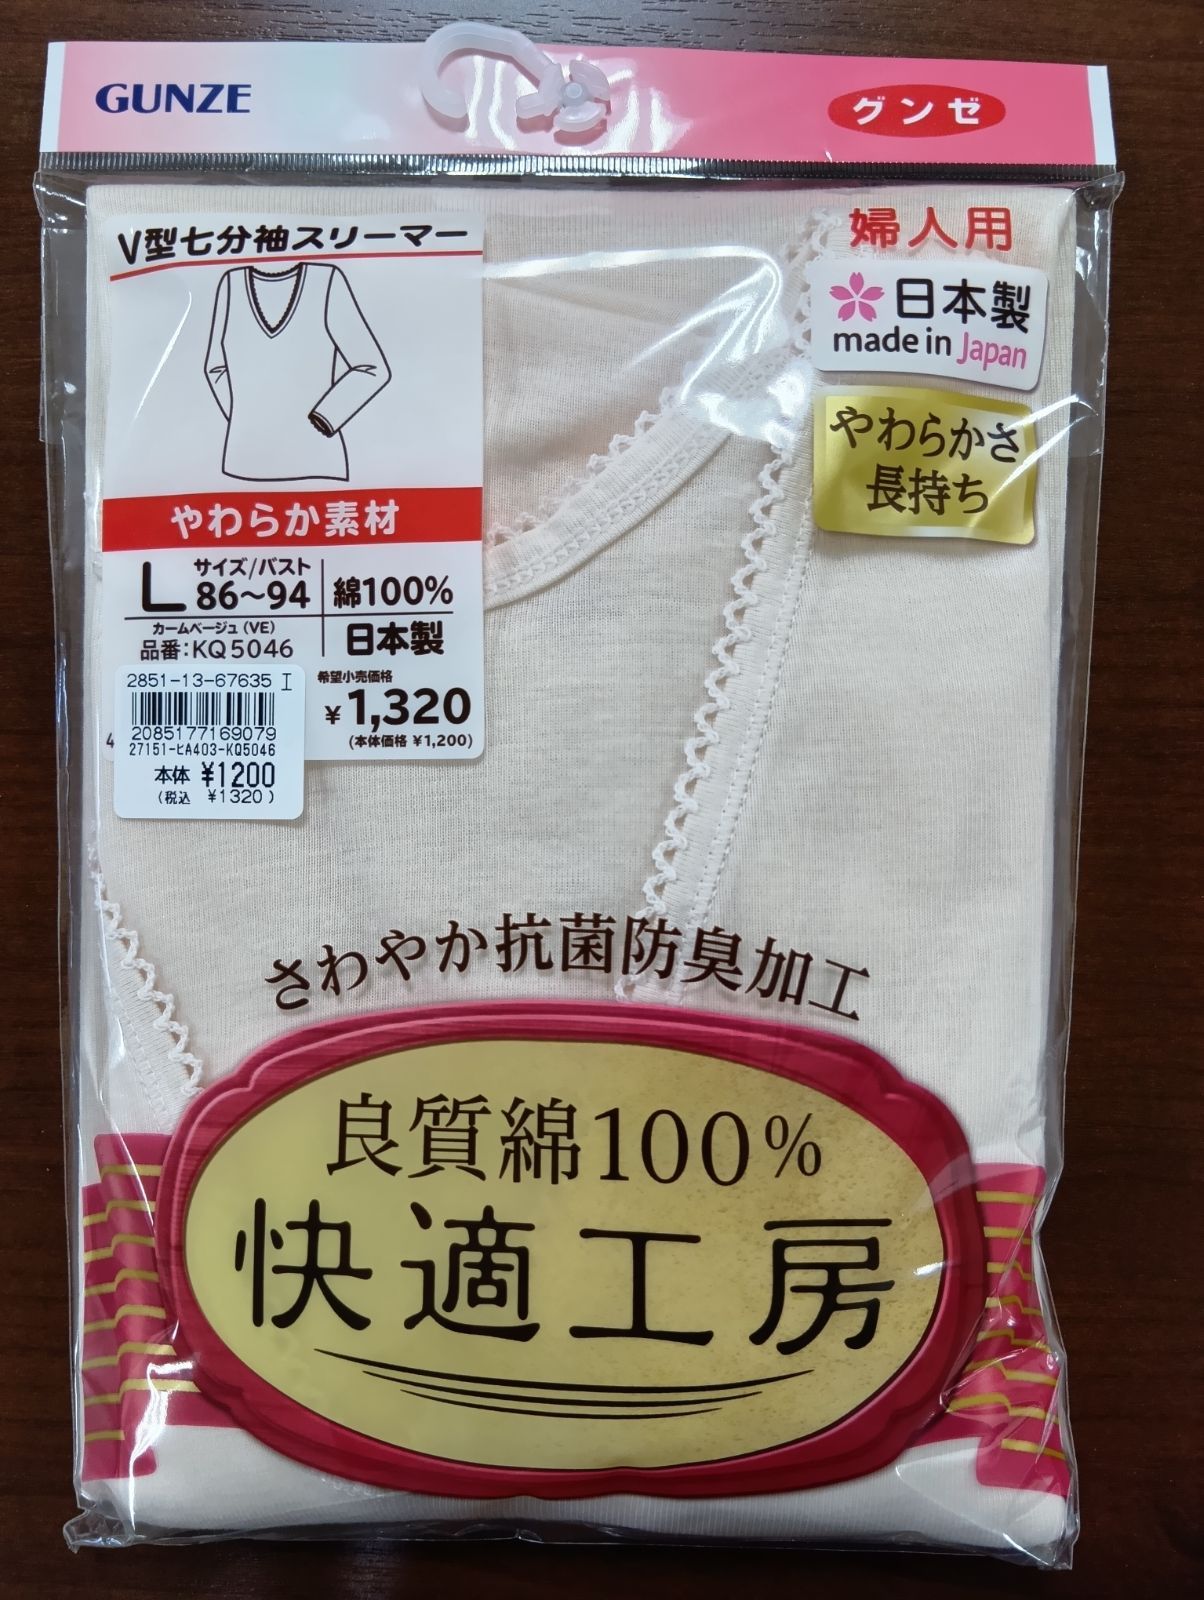 GUNZE
グンゼ
V型七分袖スリーマー
婦人用
日本製
made in Japan
やわらかさ
長持ち
やわらか素材
L サイズ/バスト
86~94
綿100%
カームベージュ(VE)
品番:KQ5046
日本製
希望小売価格
¥1,320
(本体価格 ¥1,200)
4
2851-13-67635 I
2085177169079
27151-ヒA403-KQ5046
本体 ¥1200
(税込 ¥1320)
さわやか抗菌防臭加工
良質綿100%
快適工房